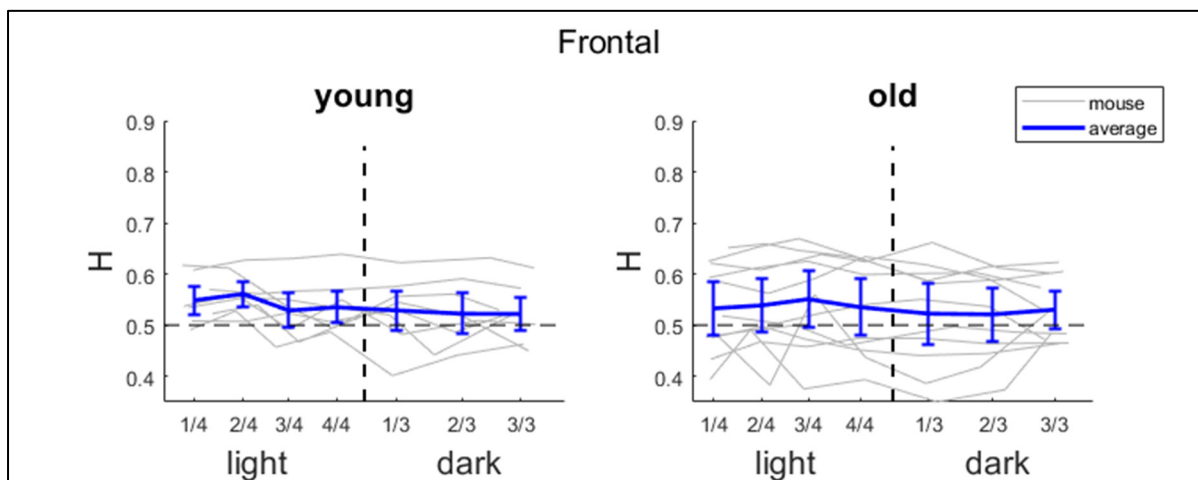 Frontal
young
0.9
0.8
0.7
0.6
0.5
0.4
H
1/4 2/4 3/4 4/4 1/3 2/3 3/3
light dark
old
mouse
average
0.9
0.8
0.7
0.6
0.5
0.4
H
1/4 2/4 3/4 4/4 1/3 2/3 3/3
light dark